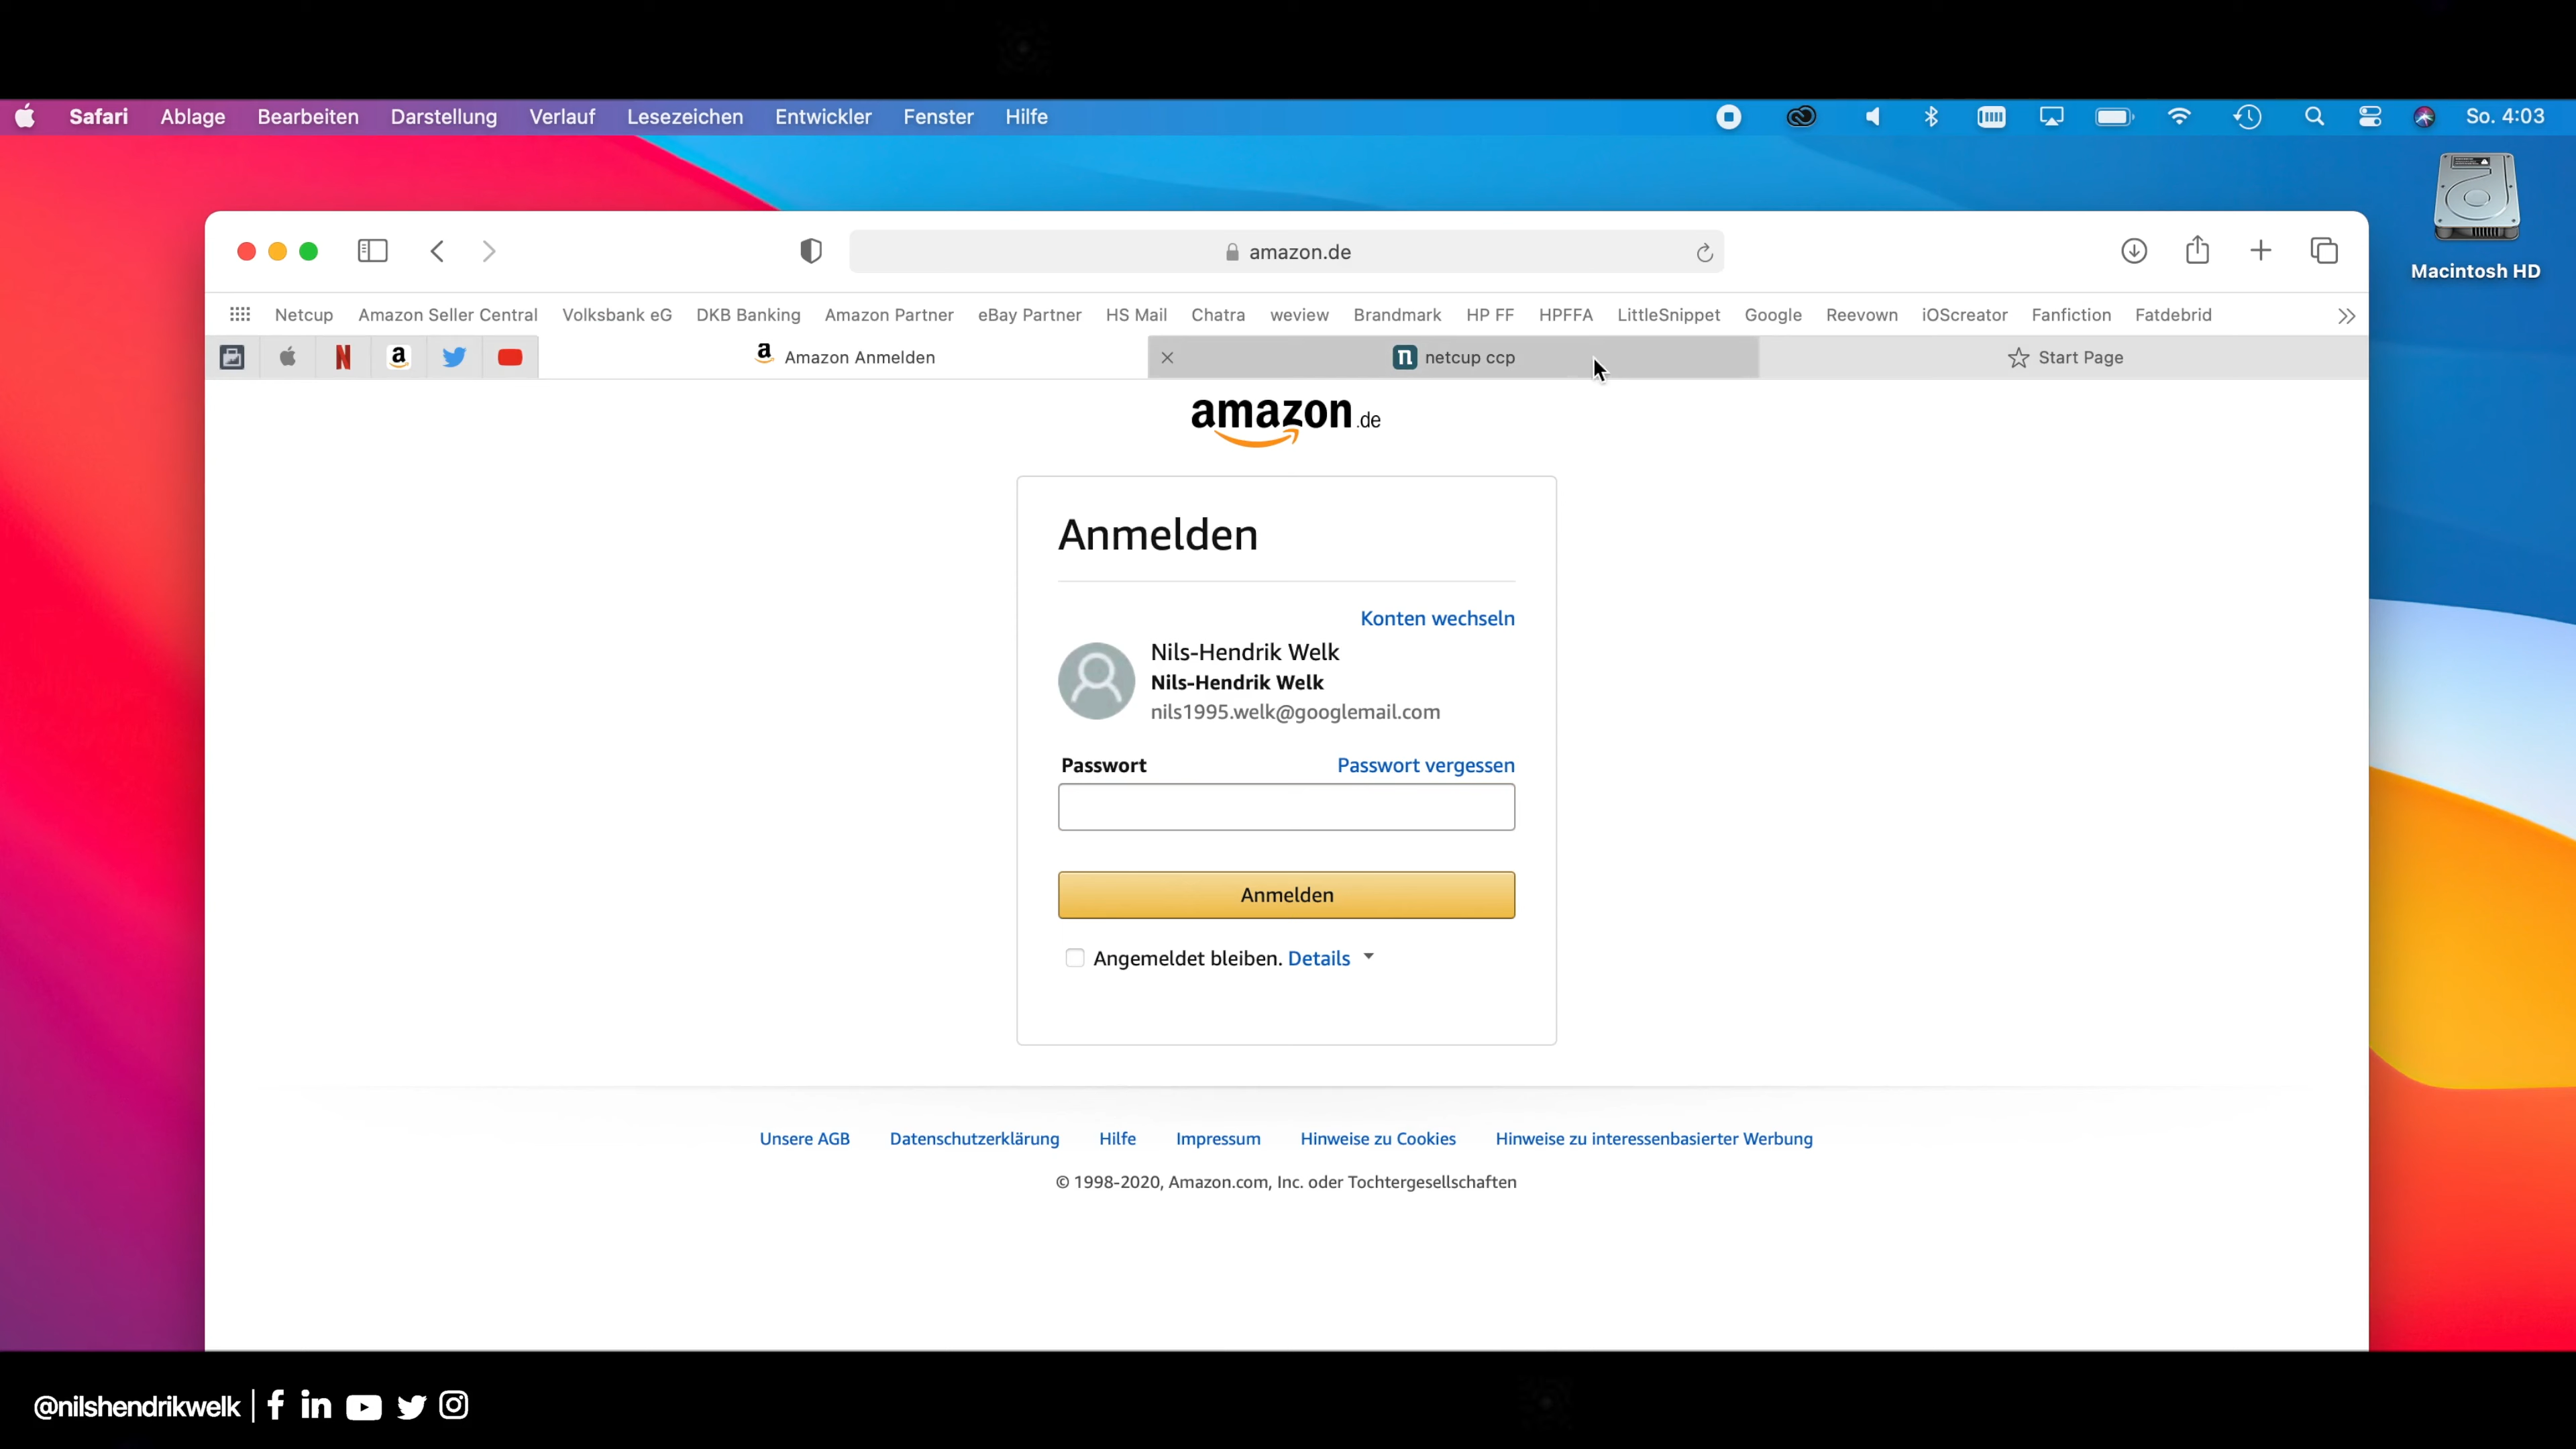 Safari Ablage Bearbeiten Darstellung Verlauf Lesezeichen Entwickler Fenster Hilfe So. 4:03
Macintosh HD
amazon.de
Netcup Amazon Seller Central Volksbank eG DKB Banking Amazon Partner eBay Partner HS Mail Chatra weview Brandmark HP FF HPFFA LittleSnippet Google Reevown iOScreator Fanfiction Fatdebrid
Amazon Anmelden netcup ccp Start Page
amazon.de
Anmelden
Konten wechseln
Nils-Hendrik Welk
Nils-Hendrik Welk
nils1995.welk@googlemail.com
Passwort Passwort vergessen
Anmelden
Angemeldet bleiben. Details
Unsere AGB Datenschutzerklärung Hilfe Impressum Hinweise zu Cookies Hinweise zu interessenbasierter Werbung
© 1998-2020, Amazon.com, Inc. oder Tochtergesellschaften
@nilshendrikwelk